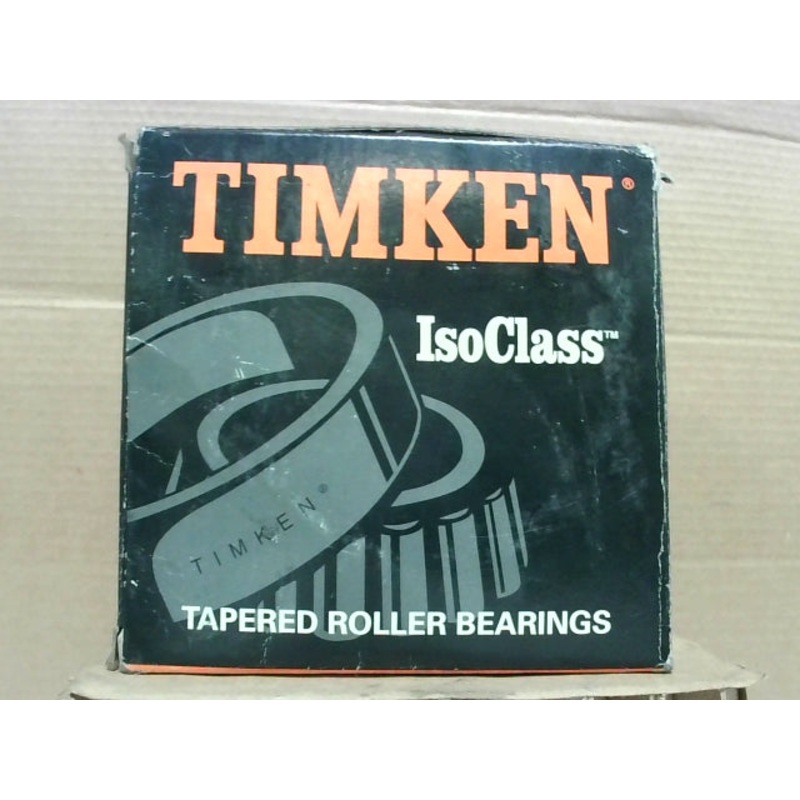 TIMKEN®
IsoClass™
TIMKEN®
TAPERED ROLLER BEARINGS